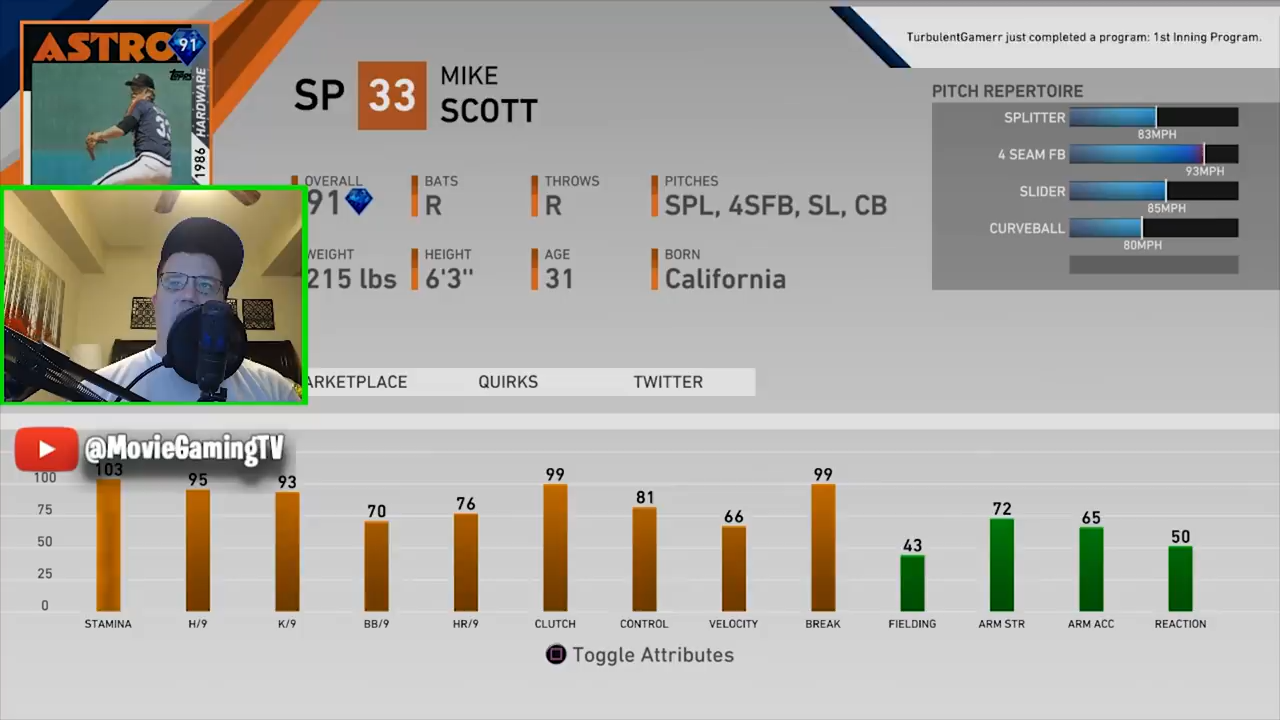 TurbulentGamerr just completed a program: 1st Inning Program.
ASTRO
91
Topps
1986 HARDWARE
SP 33 MIKE SCOTT
OVERALL BATS THROWS PITCHES
91 R R SPL, 4SFB, SL, CB
WEIGHT HEIGHT AGE BORN
215 lbs 6'3" 31 California
PITCH REPERTOIRE
SPLITTER
83MPH
4 SEAM FB
93MPH
SLIDER
85MPH
CURVEBALL
80MPH
ARKETPLACE QUIRKS TWITTER
@MovieGamingTV
100
75
50
25
0
103 95 93 70 76 99 81 66 99 43 72 65 50
STAMINA H/9 K/9 BB/9 HR/9 CLUTCH CONTROL VELOCITY BREAK FIELDING ARM STR ARM ACC REACTION
Toggle Attributes